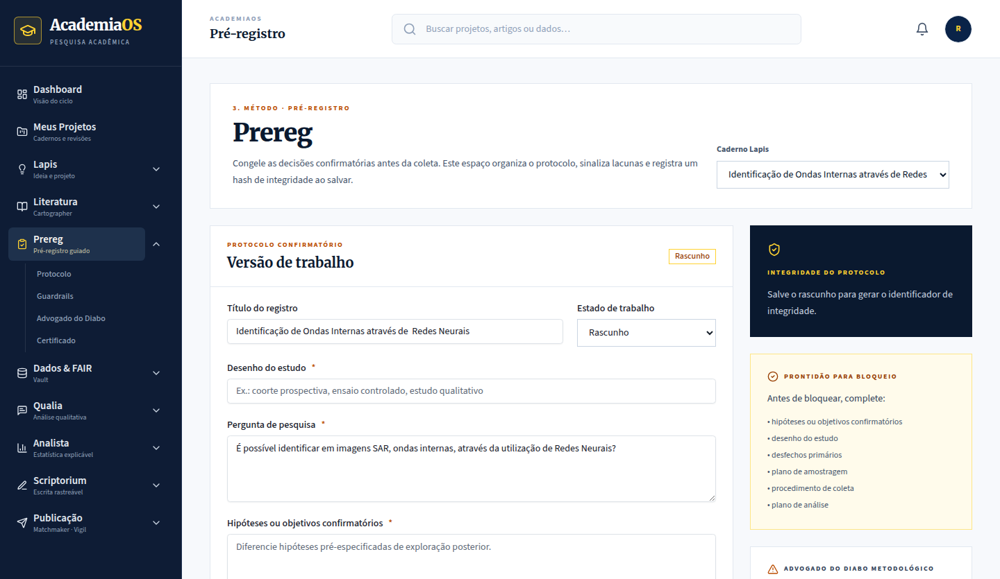 AcademiaOS
PESQUISA ACADÊMICA
Dashboard
Visão do ciclo
Meus Projetos
Cadernos e revisões
Lapis
Ideia e projeto
Literatura
Cartographer
Prereg
Pré-registro guiado
Protocolo
Guardrails
Advogado do Diabo
Certificado
Dados & FAIR
Vault
Qualia
Análise qualitativa
Analista
Estatística explicável
Scriptorium
Escrita rastreável
Publicação
Matchmaker · Vigil
ACADEMIAOS
Pré-registro
Buscar projetos, artigos ou dados…
R
3. MÉTODO · PRÉ-REGISTRO
Prereg
Congele as decisões confirmatórias antes da coleta. Este espaço organiza o protocolo, sinaliza lacunas e registra um
hash de integridade ao salvar.
Caderno Lapis
Identificação de Ondas Internas através de Redes
PROTOCOLO CONFIRMATÓRIO
Versão de trabalho
Rascunho
Título do registro
Identificação de Ondas Internas através de  Redes Neurais
Estado de trabalho
Rascunho
Desenho do estudo *
Ex.: coorte prospectiva, ensaio controlado, estudo qualitativo
Pergunta de pesquisa *
É possível identificar em imagens SAR, ondas internas, através da utilização de Redes Neurais?
Hipóteses ou objetivos confirmatórios *
Diferencie hipóteses pré-especificadas de exploração posterior.
INTEGRIDADE DO PROTOCOLO
Salve o rascunho para gerar o identificador de
integridade.
PRONTIDÃO PARA BLOQUEIO
Antes de bloquear, complete:
• hipóteses ou objetivos confirmatórios
• desenho do estudo
• desfechos primários
• plano de amostragem
• procedimento de coleta
• plano de análise
ADVOGADO DO DIABO METODOLÓGICO